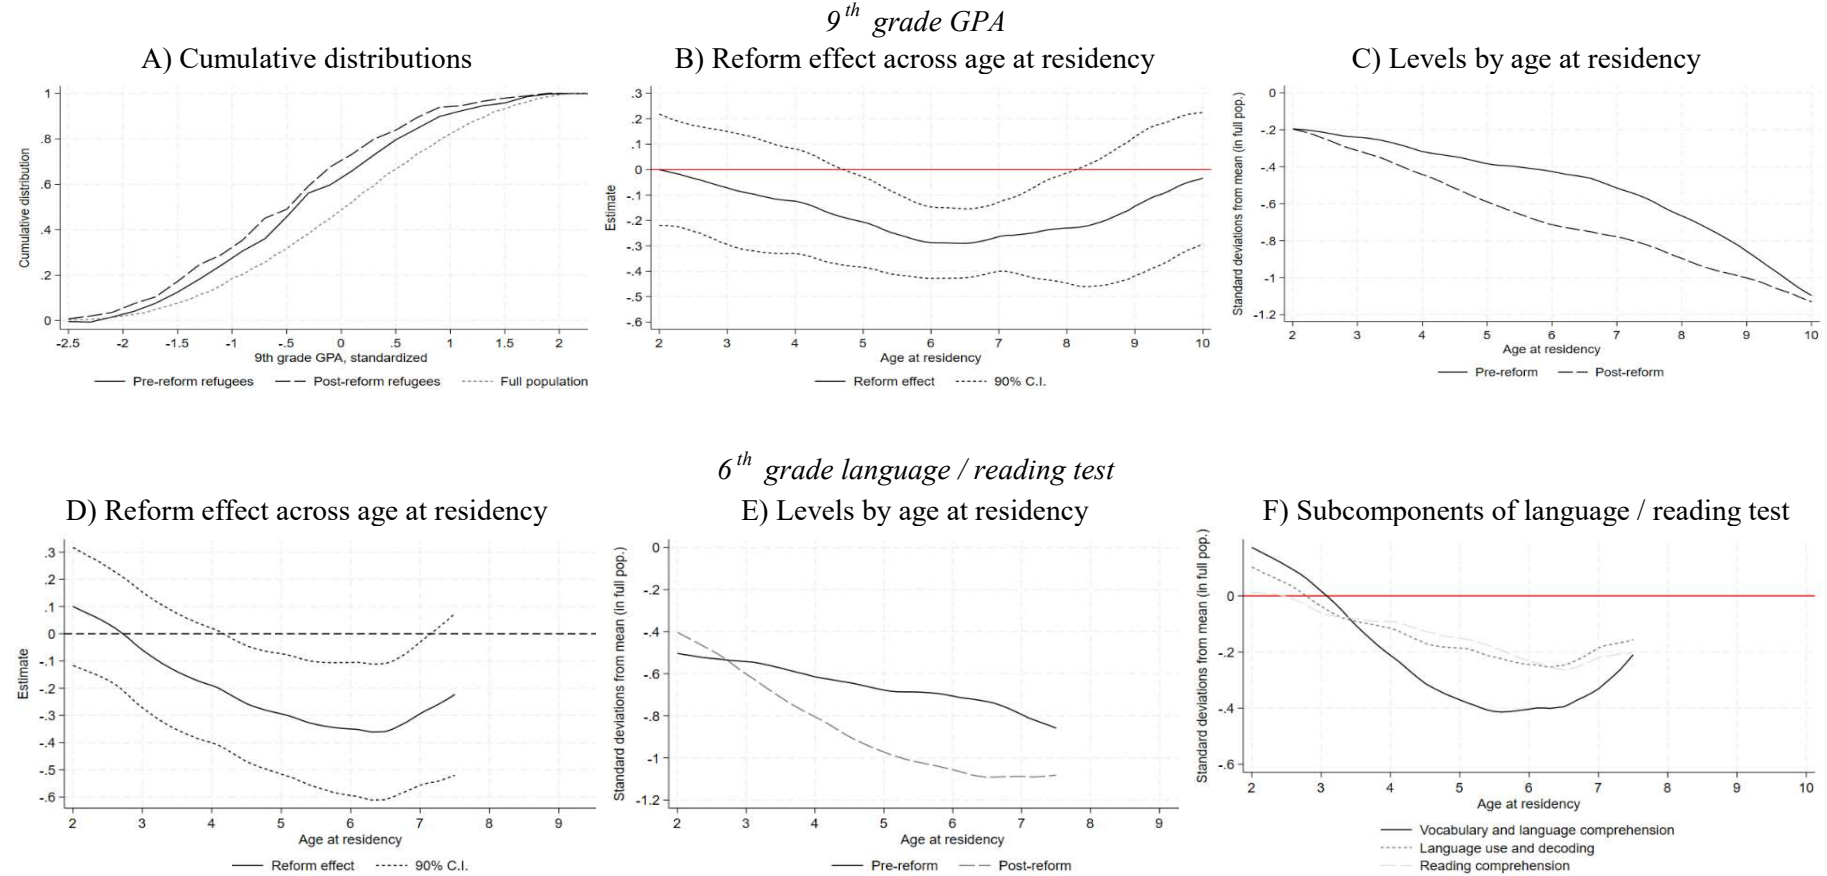 9th grade GPA
A) Cumulative distributions
Cumulative distribution
1
.8
.6
.4
.2
0
-2.5 -2 -1.5 -1 -.5 0 .5 1 1.5 2
9th grade GPA, standardized
Pre-reform refugees Post-reform refugees Full population
B) Reform effect across age at residency
Estimate
.3
.2
.1
0
-.1
-.2
-.3
-.4
-.5
-.6
2 3 4 5 6 7 8 9 10
Age at residency
Reform effect 90% C.I.
C) Levels by age at residency
Standard deviations from mean (in full pop.)
0
-.2
-.4
-.6
-.8
-1
-1.2
2 3 4 5 6 7 8 9 10
Age at residency
Pre-reform Post-reform
6th grade language / reading test
D) Reform effect across age at residency
Estimate
.3
.2
.1
0
-.1
-.2
-.3
-.4
-.5
-.6
2 3 4 5 6 7 8 9
Age at residency
Reform effect 90% C.I.
E) Levels by age at residency
Standard deviations from mean (in full pop.)
0
-.2
-.4
-.6
-.8
-1
-1.2
2 3 4 5 6 7 8 9
Age at residency
Pre-reform Post-reform
F) Subcomponents of language / reading test
Standard deviations from mean (in full pop.)
0
-.2
-.4
-.6
2 3 4 5 6 7 8 9 10
Age at residency
Vocabulary and language comprehension
Language use and decoding
Reading comprehension